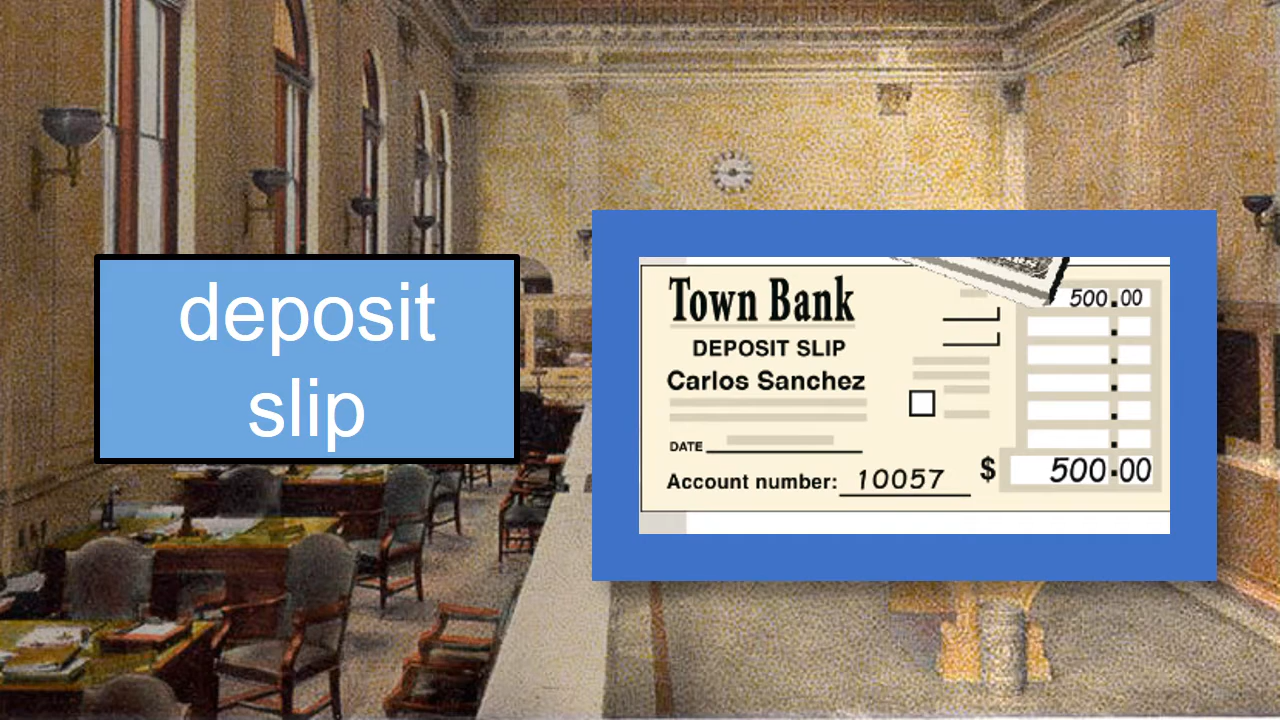 deposit
slip
Town Bank
DEPOSIT SLIP
Carlos Sanchez
DATE
Account number: 10057
500.00
$ 500.00